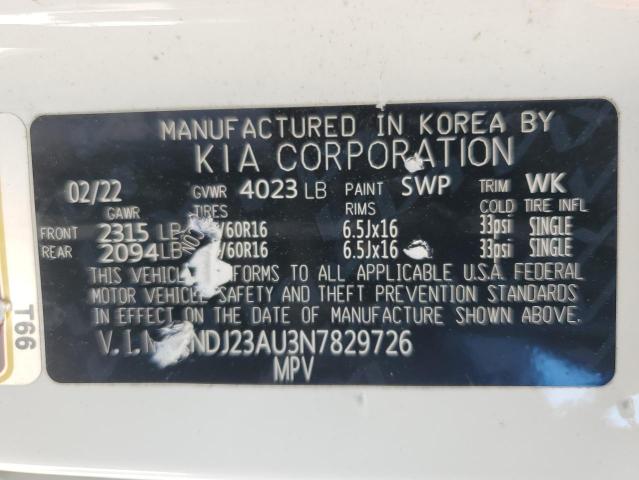 MANUFACTURED IN KOREA BY
KIA CORPORATION
02/22 GVWR 4023 LB PAINT SWP TRIM WK
GAWR TIRES RIMS COLD TIRE INFL
FRONT 2315 LB /60R16 6.5Jx16 33psi SINGLE
REAR 2094 LB /60R16 6.5Jx16 33psi SINGLE
THIS VEHICLE FORMS TO ALL APPLICABLE U.S.A. FEDERAL
MOTOR VEHICLE SAFETY AND THEFT PREVENTION STANDARDS
IN EFFECT ON THE DATE OF MANUFACTURE SHOWN ABOVE.
V.I.N NDJ23AU3N7829726
MPV
T66